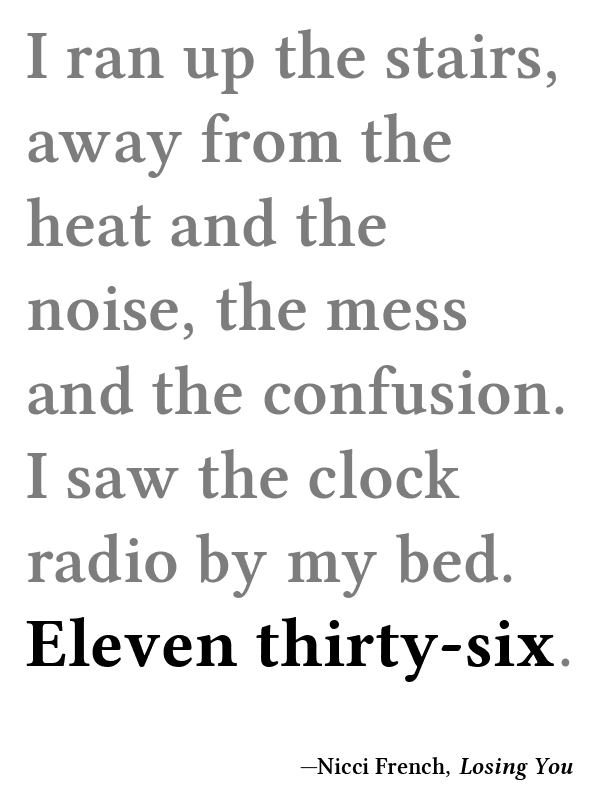 I ran up the stairs,
away from the
heat and the
noise, the mess
and the confusion.
I saw the clock
radio by my bed.
Eleven thirty-six.
—Nicci French, Losing You